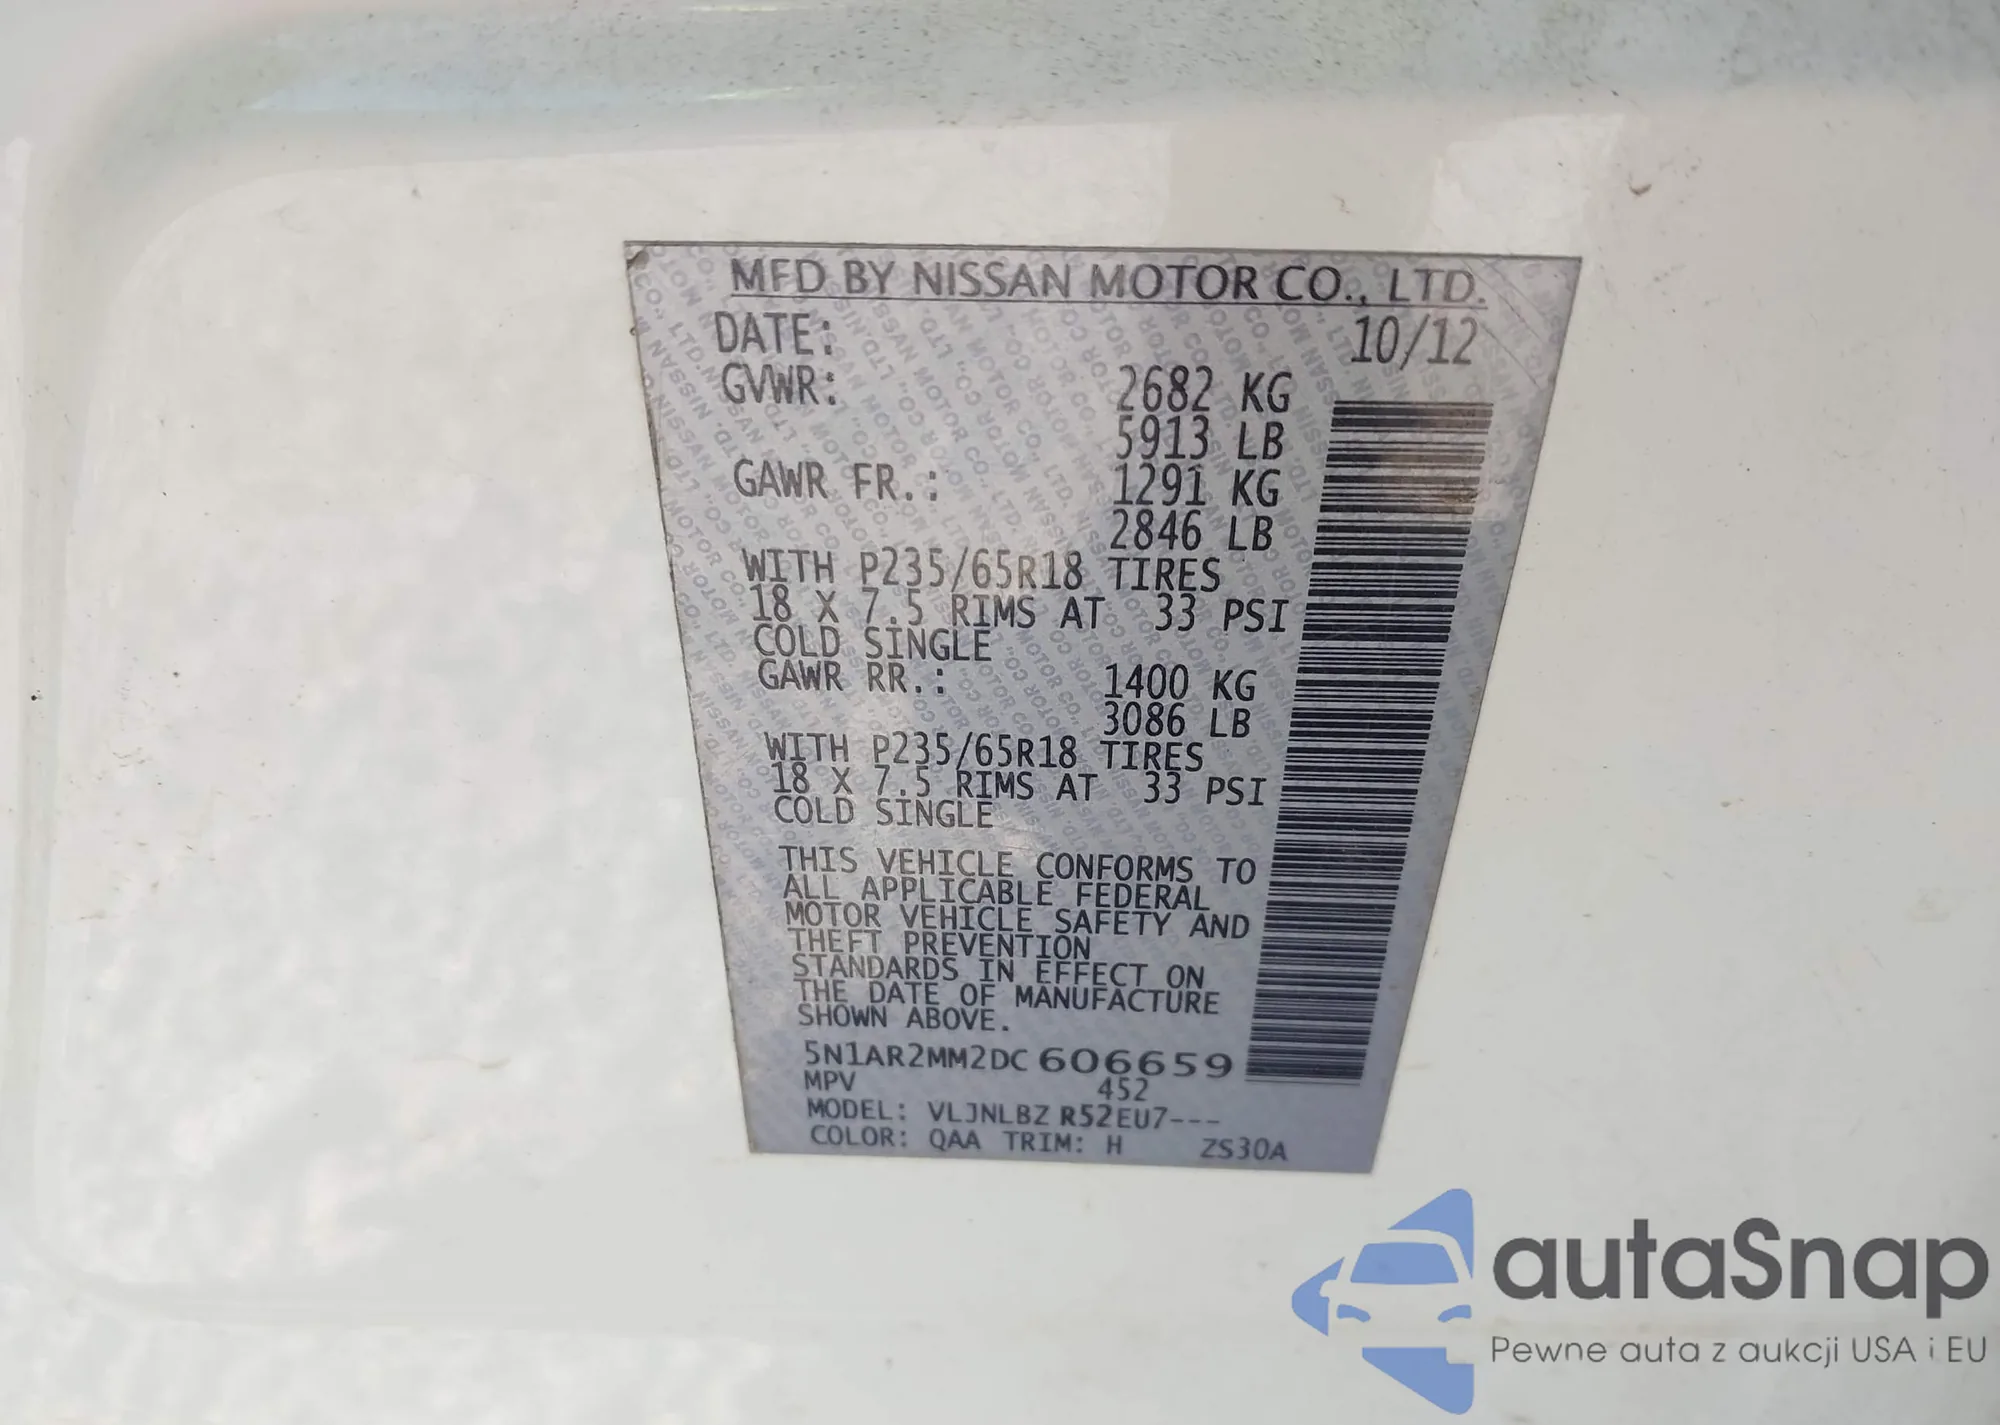 MFD BY NISSAN MOTOR CO., LTD.
DATE: 10/12
GVWR: 2682 KG
5913 LB
GAWR FR.: 1291 KG
2846 LB
WITH P235/65R18 TIRES
18 X 7.5 RIMS AT 33 PSI
COLD SINGLE
GAWR RR.: 1400 KG
3086 LB
WITH P235/65R18 TIRES
18 X 7.5 RIMS AT 33 PSI
COLD SINGLE
THIS VEHICLE CONFORMS TO
ALL APPLICABLE FEDERAL
MOTOR VEHICLE SAFETY AND
THEFT PREVENTION
STANDARDS IN EFFECT ON
THE DATE OF MANUFACTURE
SHOWN ABOVE.
5N1AR2MM2DC606659
MPV 452
MODEL: VLJNLBZ R52EU7---
COLOR: QAA TRIM: H ZS30A
autaSnap
Pewne auta z aukcji USA i EU